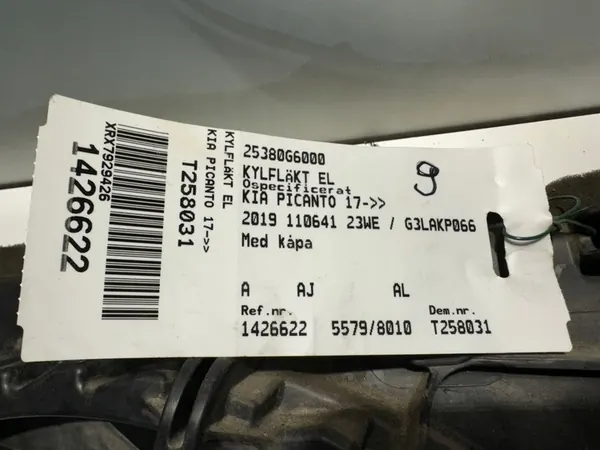 XRX7929426
1426622
T258031
KIA PICANTO 17->>
KYLFLÄKT EL
25380G6000
KYLFLÄKT EL
Ospecificerat
KIA PICANTO 17->>
2019 110641 23WE / G3LAKP066
Med kåpa
A AJ AL
Ref.nr. Dem.nr.
1426622 5579/8010 T258031
9